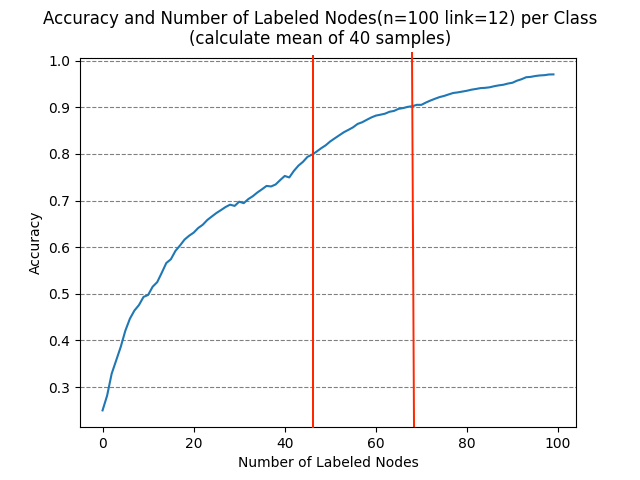 Accuracy and Number of Labeled Nodes(n=100 link=12) per Class
(calculate mean of 40 samples)
1.0
0.9
0.8
0.7
0.6
0.5
0.4
0.3
Accuracy
0 20 40 60 80 100
Number of Labeled Nodes